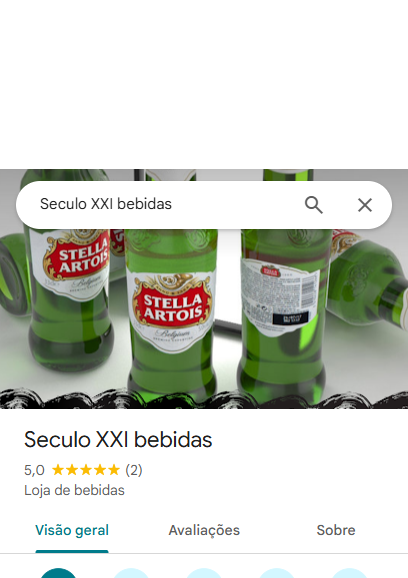 Seculo XXI bebidas
STELLA
ARTOIS
STELLA
ARTOIS
Belgium
Seculo XXI bebidas
5,0 ★★★★★ (2)
Loja de bebidas
Visão geral Avaliações Sobre